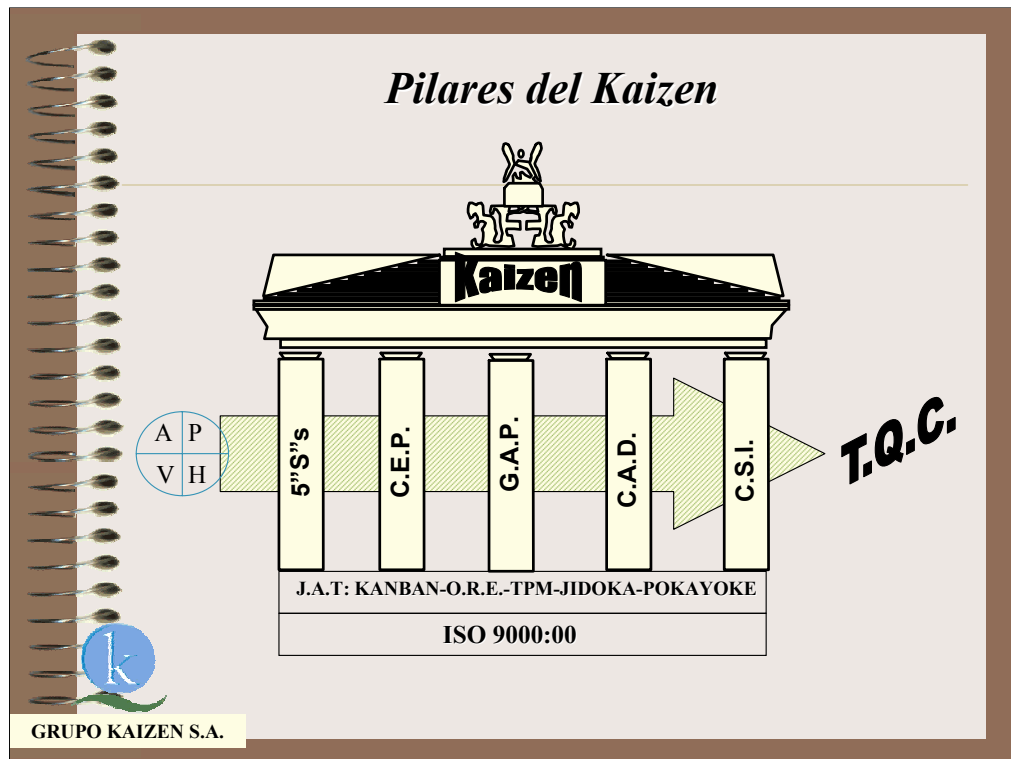 Pilares del Kaizen
Kaizen
A P
V H
5”S”s
C.E.P.
G.A.P.
C.A.D.
C.S.I.
T.Q.C.
J.A.T: KANBAN-O.R.E.-TPM-JIDOKA-POKAYOKE
ISO 9000:00
k
GRUPO KAIZEN S.A.